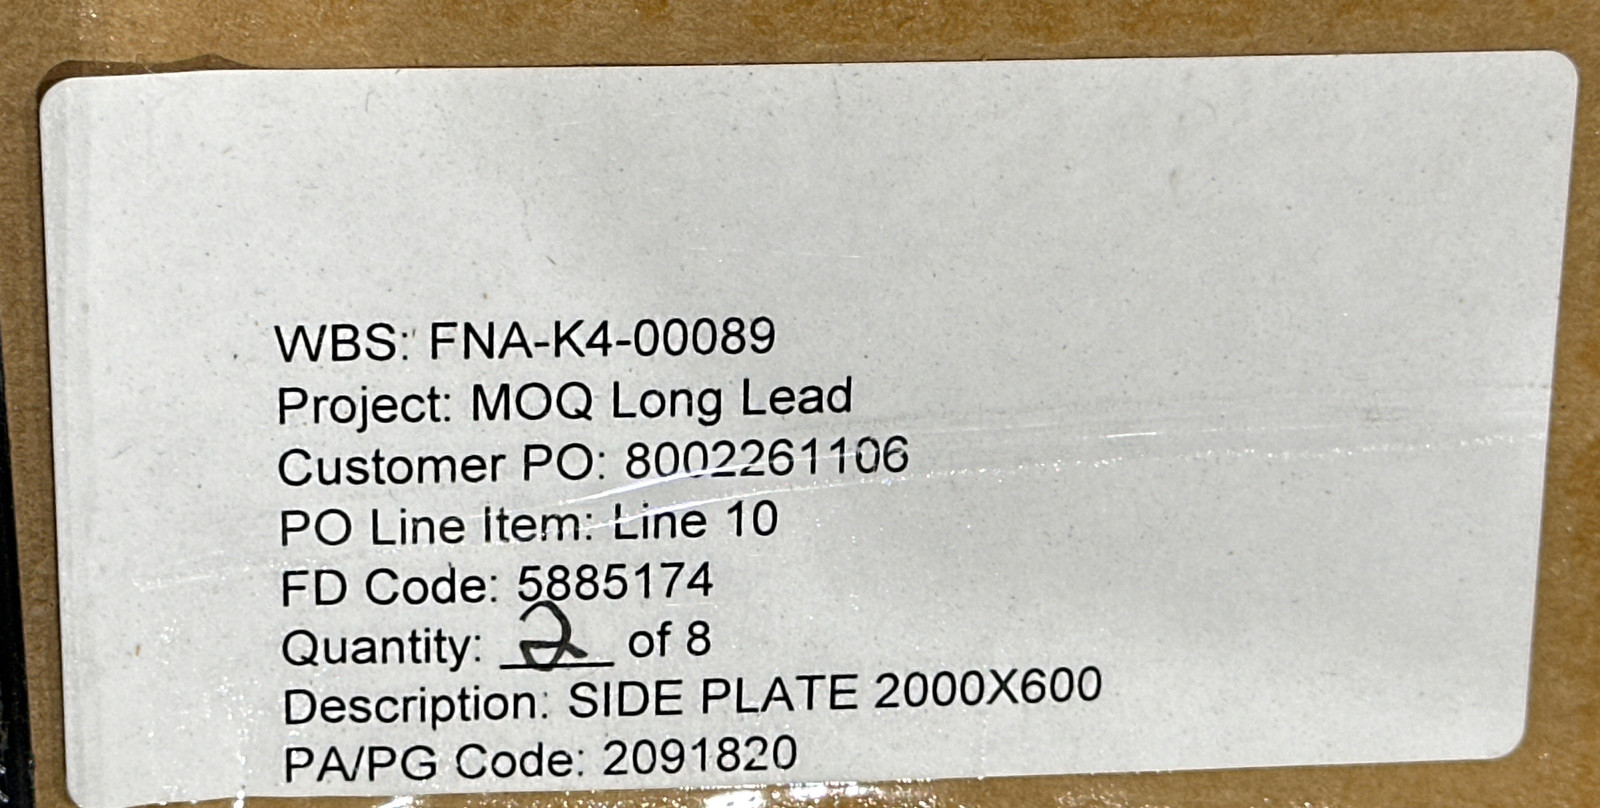 WBS: FNA-K4-00089
Project: MOQ Long Lead
Customer PO: 8002261106
PO Line Item: Line 10
FD Code: 5885174
Quantity: 2 of 8
Description: SIDE PLATE 2000X600
PA/PG Code: 2091820